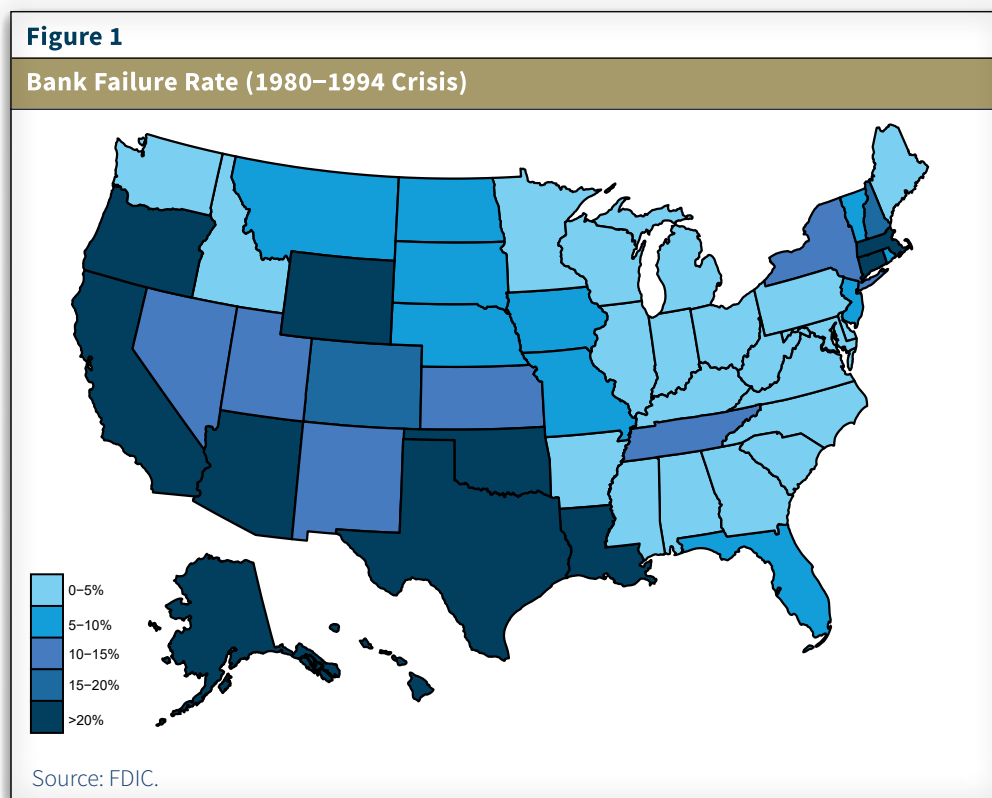 Figure 1
Bank Failure Rate (1980–1994 Crisis)
0–5%
5–10%
10–15%
15–20%
>20%
Source: FDIC.